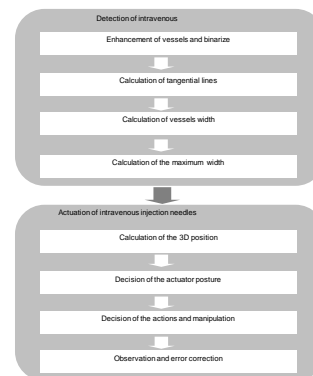 Detection of intravenous
Enhancement of vessels and binarize
Calculation of tangential lines
Calculation of vessels width
Calculation of the maximum width
Actuation of intravenous injection needles
Calculation of the 3D position
Decision of the actuator posture
Decision of the actions and manipulation
Observation and error correction